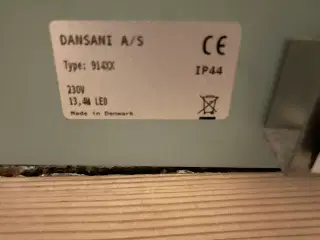 DANSANI A/S
CE
Type: 914XX
IP44
230V
13,4W LED
Made in Denmark